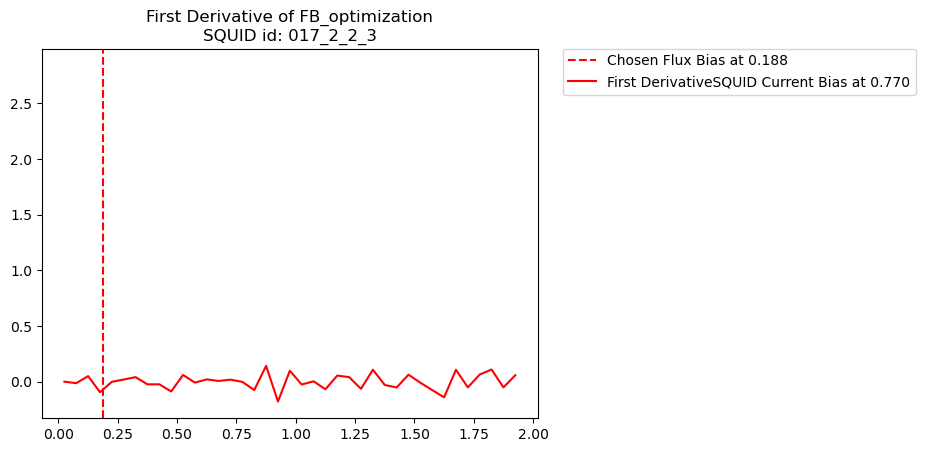 First Derivative of FB_optimization
SQUID id: 017_2_2_3
Chosen Flux Bias at 0.188
First DerivativeSQUID Current Bias at 0.770
2.5
2.0
1.5
1.0
0.5
0.0
0.00 0.25 0.50 0.75 1.00 1.25 1.50 1.75 2.00